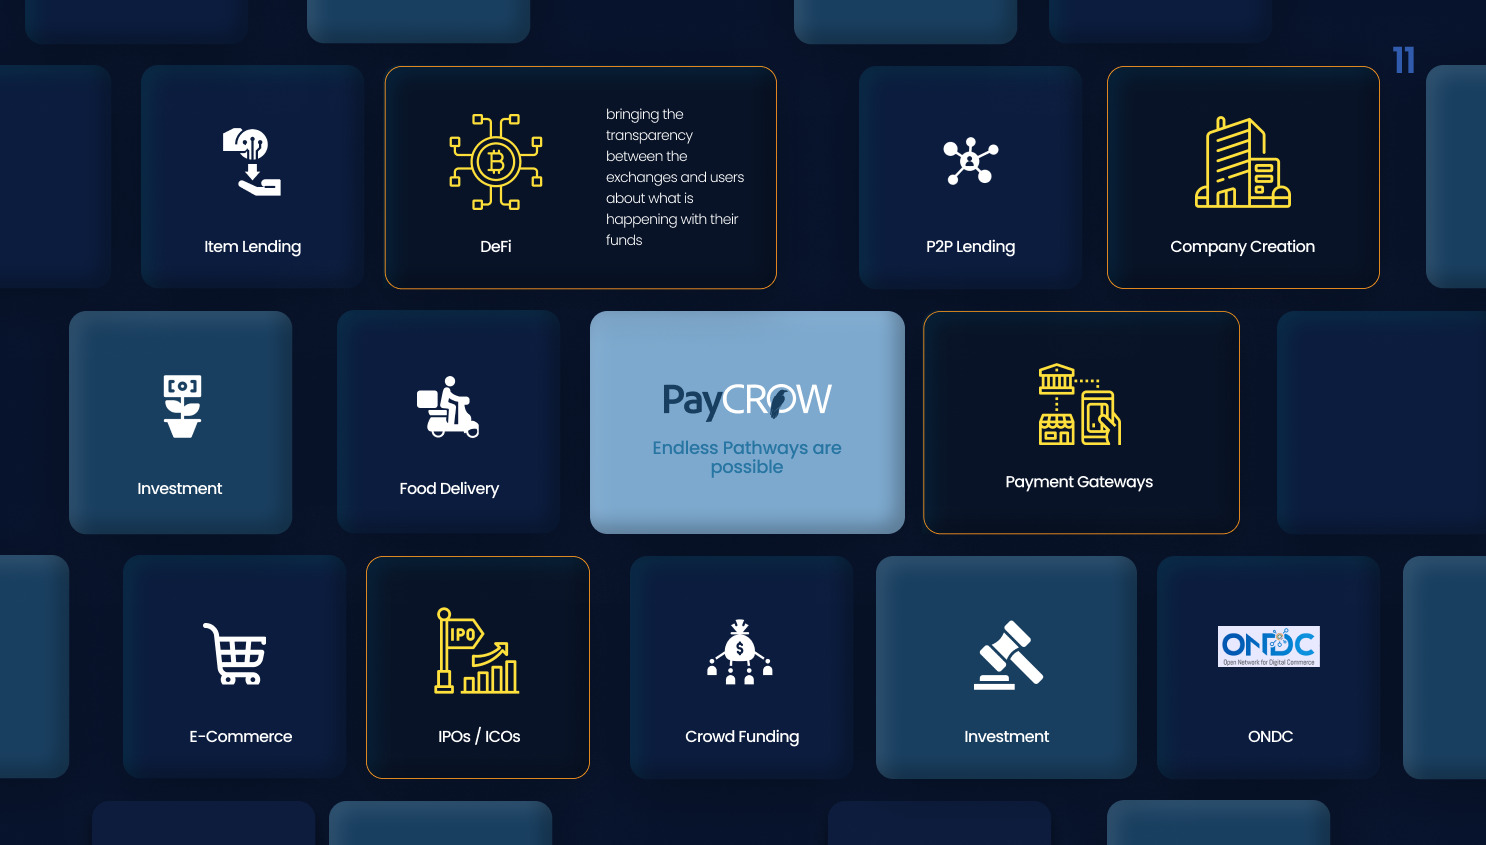 11
Item Lending
DeFi
bringing the
transparency
between the
exchanges and users
about what is
happening with their
funds
P2P Lending
Company Creation
Investment
Food Delivery
PayCROW
Endless Pathways are
possible
Payment Gateways
E-Commerce
IPO
IPOs / ICOs
$
Crowd Funding
Investment
ONDC
Open Network for Digital Commerce
ONDC